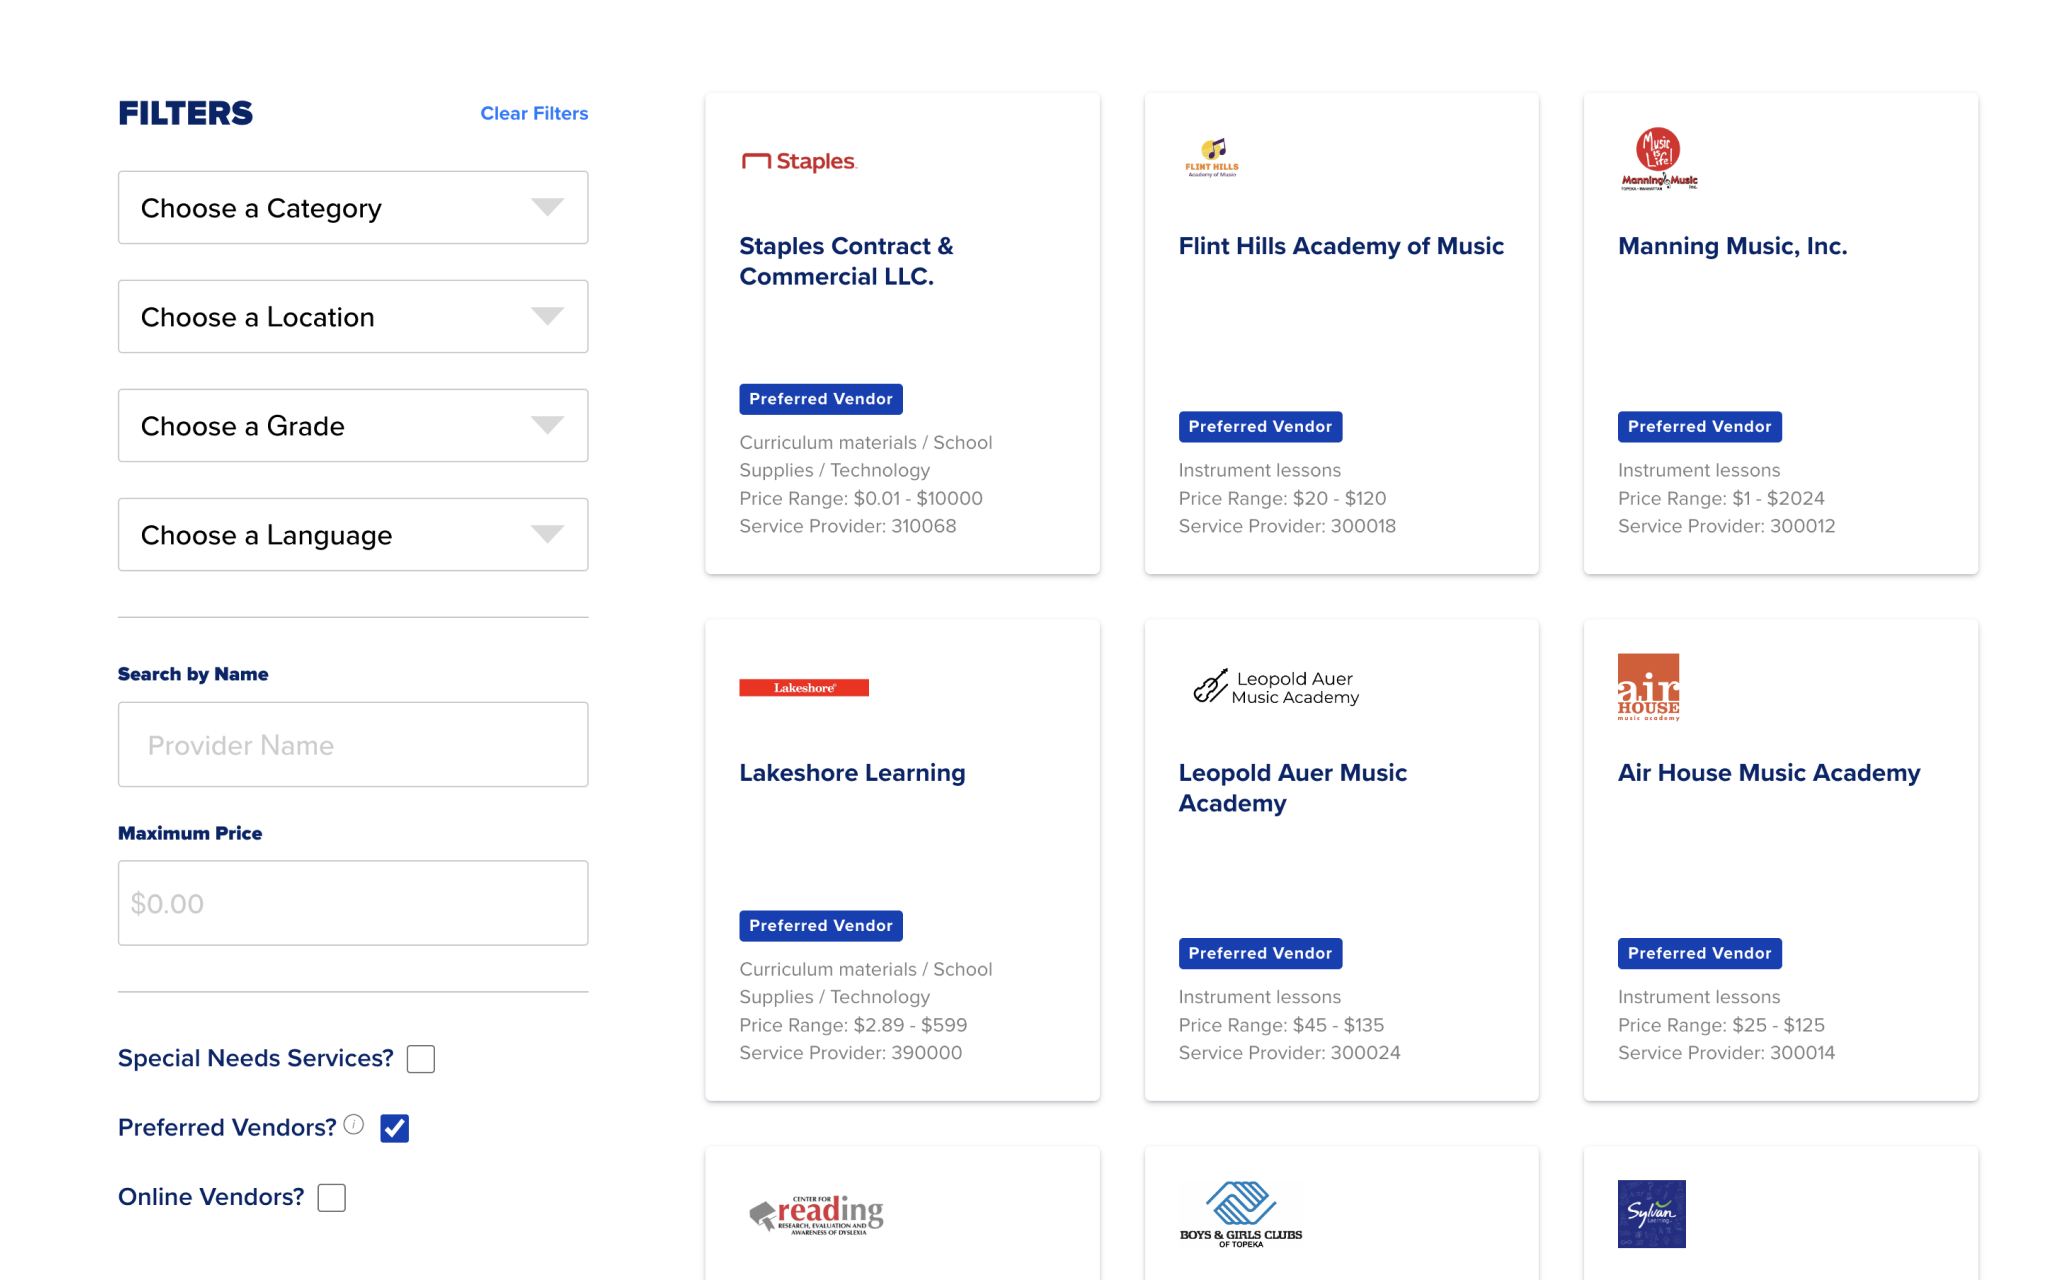 FILTERS
Clear Filters
Choose a Category
Choose a Location
Choose a Grade
Choose a Language
Search by Name
Provider Name
Maximum Price
$0.00
Special Needs Services?
Preferred Vendors? i
Online Vendors?
Staples
Staples Contract &
Commercial LLC.
Preferred Vendor
Curriculum materials / School
Supplies / Technology
Price Range: $0.01 - $10000
Service Provider: 310068
FLINT HILLS
Academy of Music
Flint Hills Academy of Music
Preferred Vendor
Instrument lessons
Price Range: $20 - $120
Service Provider: 300018
Music
is
Life!
Manning Music
Inc.
TOPEKA - MANHATTAN
Manning Music, Inc.
Preferred Vendor
Instrument lessons
Price Range: $1 - $2024
Service Provider: 300012
Lakeshore
Lakeshore Learning
Preferred Vendor
Curriculum materials / School
Supplies / Technology
Price Range: $2.89 - $599
Service Provider: 390000
Leopold Auer
Music Academy
Leopold Auer Music
Academy
Preferred Vendor
Instrument lessons
Price Range: $45 - $135
Service Provider: 300024
air
HOUSE
music academy
Air House Music Academy
Preferred Vendor
Instrument lessons
Price Range: $25 - $125
Service Provider: 300014
CENTER FOR
reading
RESEARCH, EVALUATION AND
AWARENESS OF DYSLEXIA
BOYS & GIRLS CLUBS
OF TOPEKA
Sylvan
Learning